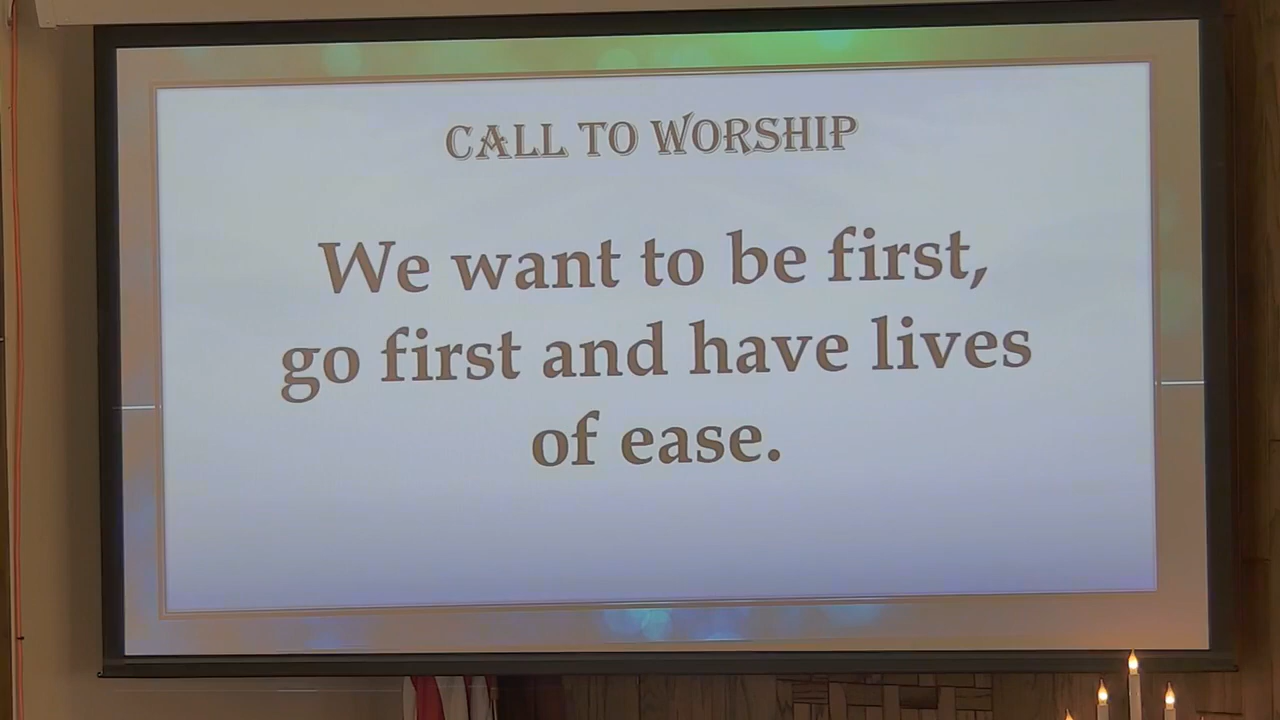 CALL TO WORSHIP
We want to be first,
go first and have lives
of ease.